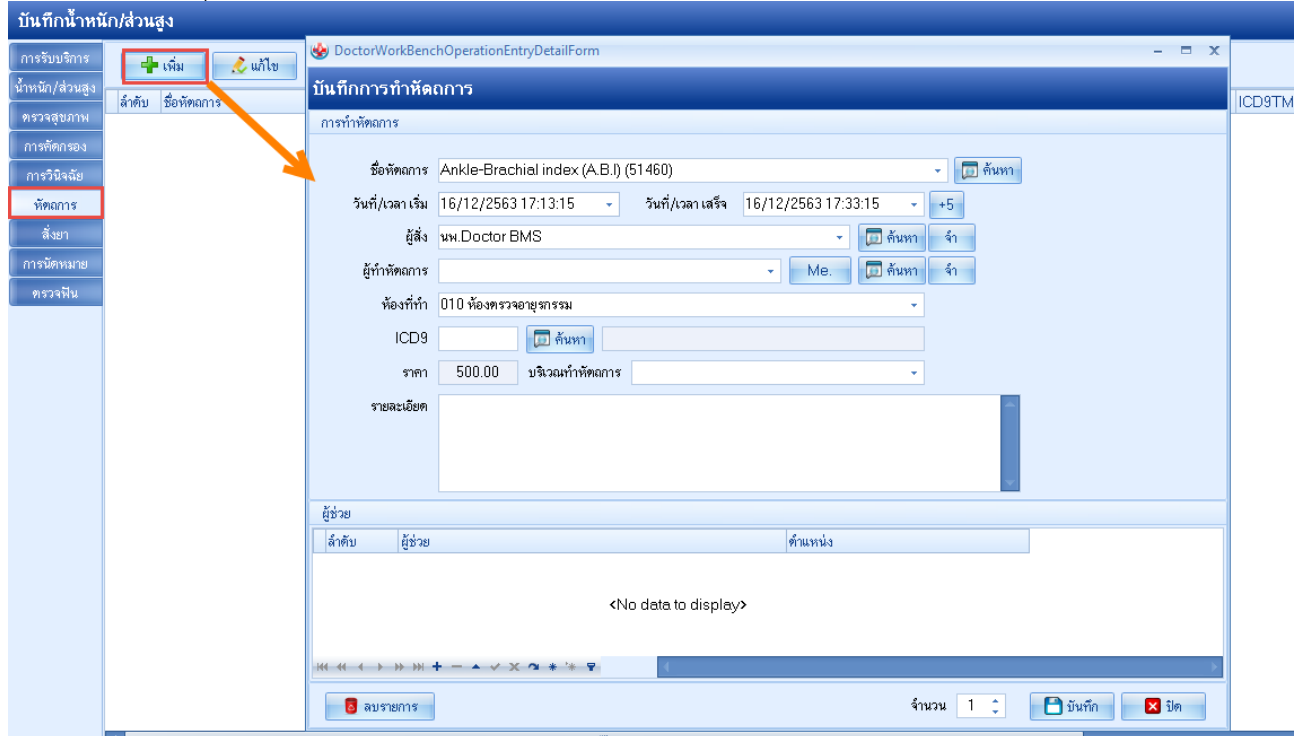 บันทึกน้ำหนัก/ส่วนสูง
การรับบริการ
น้ำหนัก/ส่วนสูง
ตรวจสุขภาพ
การคัดกรอง
การวินิจฉัย
หัตถการ
สั่งยา
การนัดหมาย
ตรวจฟัน
เพิ่ม แก้ไข
ลำดับ ชื่อหัตถการ ICD9TM
DoctorWorkBenchOperationEntryDetailForm
บันทึกการทำหัตถการ
การทำหัตถการ
ชื่อหัตถการ Ankle-Brachial index (A.B.I) (51460) ค้นหา
วันที่/เวลา เริ่ม 16/12/2563 17:13:15 วันที่/เวลา เสร็จ 16/12/2563 17:33:15 +5
ผู้สั่ง นพ.Doctor BMS ค้นหา จำ
ผู้ทำหัตถการ Me. ค้นหา จำ
ห้องที่ทำ 010 ห้องตรวจอายุรกรรม
ICD9 ค้นหา
ราคา 500.00 บริเวณทำหัตถการ
รายละเอียด
ผู้ช่วย
ลำดับ ผู้ช่วย ตำแหน่ง
<No data to display>
ลบรายการ จำนวน 1 บันทึก ปิด